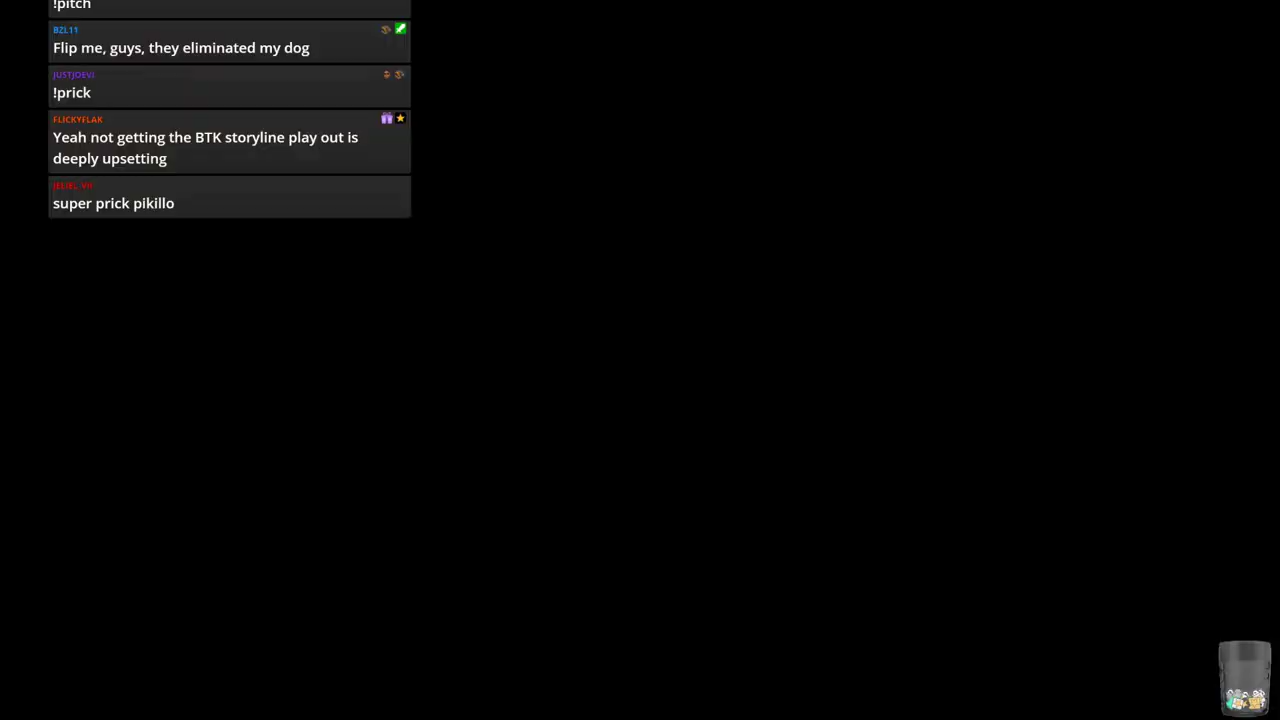 !pitch
BZL11
Flip me, guys, they eliminated my dog
JUSTJOEVI
!prick
FLICKYFLAK
Yeah not getting the BTK storyline play out is
deeply upsetting
JELIEL_VII
super prick pikillo